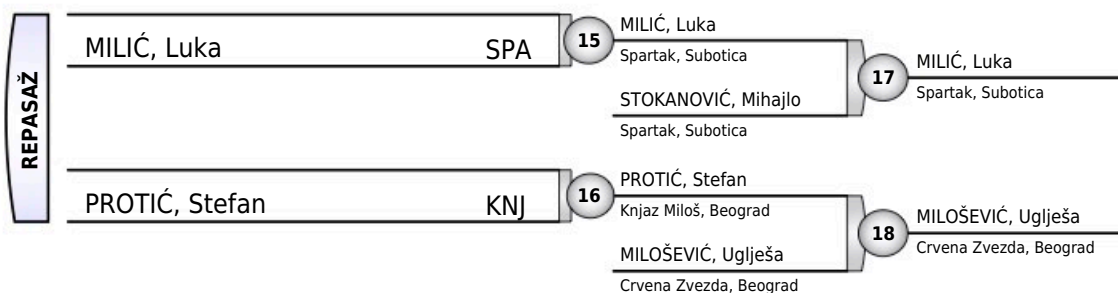 REPASAŽ
MILIĆ, Luka SPA
15
MILIĆ, Luka
Spartak, Subotica
STOKANOVIĆ, Mihajlo
Spartak, Subotica
17
MILIĆ, Luka
Spartak, Subotica
PROTIĆ, Stefan KNJ
16
PROTIĆ, Stefan
Knjaz Miloš, Beograd
MILOŠEVIĆ, Uglješa
Crvena Zvezda, Beograd
18
MILOŠEVIĆ, Uglješa
Crvena Zvezda, Beograd